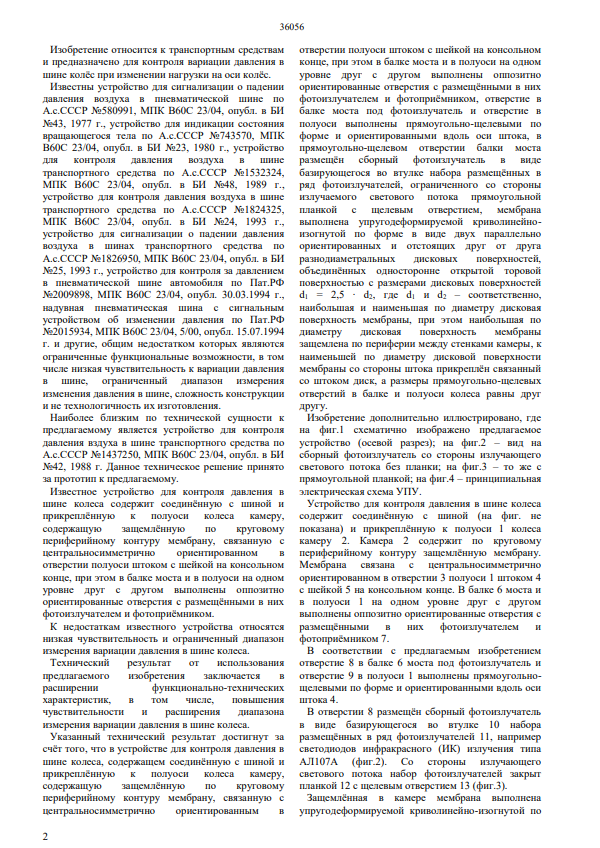 36056
Изобретение относится к транспортным средствам
и предназначено для контроля вариации давления в
шине колёс при изменении нагрузки на оси колёс.
Известны устройство для сигнализации о падении
давления воздуха в пневматической шине по
А.с.СССР №580991, МПК B60C 23/04, опубл. в БИ
№43, 1977 г., устройство для индикации состояния
вращающегося тела по А.с.СССР №743570, МПК
B60C 23/04, опубл. в БИ №23, 1980 г., устройство
для контроля давления воздуха в шине
транспортного средства по А.с.СССР №1532324,
МПК B60C 23/04, опубл. в БИ №48, 1989 г.,
устройство для контроля давления воздуха в шине
транспортного средства по А.с.СССР №1824325,
МПК B60C 23/04, опубл. в БИ №24, 1993 г.,
устройство для сигнализации о падении давления
воздуха в шинах транспортного средства по
А.с.СССР №1826950, МПК B60C 23/04, опубл. в БИ
№25, 1993 г., устройство для контроля за давлением
в пневматической шине автомобиля по Пат.РФ
№2009898, МПК B60C 23/04, опубл. 30.03.1994 г.,
надувная пневматическая шина с сигнальным
устройством об изменении давления по Пат.РФ
№2015934, МПК B60C 23/04, 5/00, опубл. 15.07.1994
г. и другие, общим недостатком которых являются
ограниченные функциональные возможности, в том
числе низкая чувствительность к вариации давления
в шине, ограниченный диапазон измерения
изменения давления в шине, сложность конструкции
и не технологичность их изготовления.
Наиболее близким по технической сущности к
предлагаемому является устройство для контроля
давления вздуха в шине транспортного средства по
А.с.СССР №1437250, МПК B60C 23/04, опубл. в БИ
№42, 1988 г. Данное техническое решение принято
за прототип к предлагаемому.
Известное устройство для контроля давления в
шине колеса содержит соединённую с шиной и
прикреплённую к полуоси колеса камеру,
содержащую защемлённую по круговому
периферийному контуру мембрану, связанную с
центральносимметрично ориентированном в
отверстии полуоси штоком с шейкой на консольном
конце, при этом в балке моста и в полуоси на одном
уровне друг с другом выполнены оппозитно
ориентированные отверстия с размещёнными в них
фотоизлучателем и фотоприёмником.
К недостаткам известного устройства относятся
низкая чувствительность и ограниченный диапазон
измерения вариации давления в шине колеса.
Технический результат от использования
предлагаемого изобретения заключается в
расширении функционально-технических
характеристик, в том числе, повышения
чувствительности и расширения диапазона
измерения вариации давления в шине колеса.
Указанный технический результат достигнут за
счёт того, что в устройстве для контроля давления в
шине колеса, содержащем соединённую с шиной и
прикреплённую к полуоси колеса камеру,
содержащую защемлённую по круговому
периферийному контуру мембрану, связанную с
центральносимметрично ориентированным в
отверстии полуоси штоком с шейкой на консольном
конце, при этом в балке моста и в полуоси на одном
уровне друг с другом выполнены оппозитно
ориентированные отверстия с размещёнными в них
фотоизлучателем и фотоприёмником, отверстие в
балке моста под фотоизлучатель и отверстие в
полуоси выполнены прямоугольно-щелевыми по
форме и ориентированными вдоль оси штока, в
прямоугольно-щелевом отверстии балки моста
размещён сборный фотоизлучатель в виде
базирующегося во втулке набора размещённых в
ряд фотоизлучателей, ограниченного со стороны
излучаемого светового потока прямоугольной
планкой с щелевым отверстием, мембрана
выполнена упругодеформируемой криволинейно-
изогнутой по форме в виде двух параллельно
ориентированных и отстоящих друг от друга
разнодиаметральных дисковых поверхностей,
объединённых односторонне открытой торовой
поверхностью с размерами дисковых поверхностей
d1 = 2,5 · d2, где d1 и d2 – соответственно,
наибольшая и наименьшая по диаметру дисковая
поверхность мембраны, при этом наибольшая по
диаметру дисковая поверхность мембраны
защемлена по периферии между стенками камеры, к
наименьшей по диаметру дисковой поверхности
мембраны со стороны штока прикреплён связанный
со штоком диск, а размеры прямоугольно-щелевых
отверстий в балке и полуоси колеса равны друг
другу.
Изобретение дополнительно иллюстрировано, где
на фиг.1 схематично изображено предлагаемое
устройство (осевой разрез); на фиг.2 – вид на
сборный фотоизлучатель со стороны излучающего
светового потока без планки; на фиг.3 – то же с
прямоугольной планкой; на фиг.4 – принципиальная
электрическая схема УПУ.
Устройство для контроля давления в шине колеса
содержит соединённую с шиной (на фиг. не
показана) и прикреплённую к полуоси 1 колеса
камеру 2. Камера 2 содержит по круговому
периферийному контуру защемлённую мембрану.
Мембрана связана с центральносимметрично
ориентированном в отверстии 3 полуоси 1 штоком 4
с шейкой 5 на консольном конце. В балке 6 моста и
в полуоси 1 на одном уровне друг с другом
выполнены оппозитно ориентированные отверстия с
размещёнными в них фотоизлучателем и
фотоприёмником 7.
В соответствии с предлагаемым изобретением
отверстие 8 в балке 6 моста под фотоизлучатель и
отверстие 9 в полуоси 1 выполнены прямоугольно-
щелевыми по форме и ориентированными вдоль оси
штока 4.
В отверстии 8 размещён сборный фотоизлучатель
в виде базирующегося во втулке 10 набора
размещённых в ряд фотоизлучателей 11, например
светодиодов инфракрасного (ИК) излучения типа
АЛ107А (фиг.2). Со стороны излучающего
светового потока набор фотоизлучателей закрыт
планкой 12 с щелевым отверстием 13 (фиг.3).
Защемлённая в камере мембрана выполнена
упругодеформируемой криволинейно-изогнутой по
2